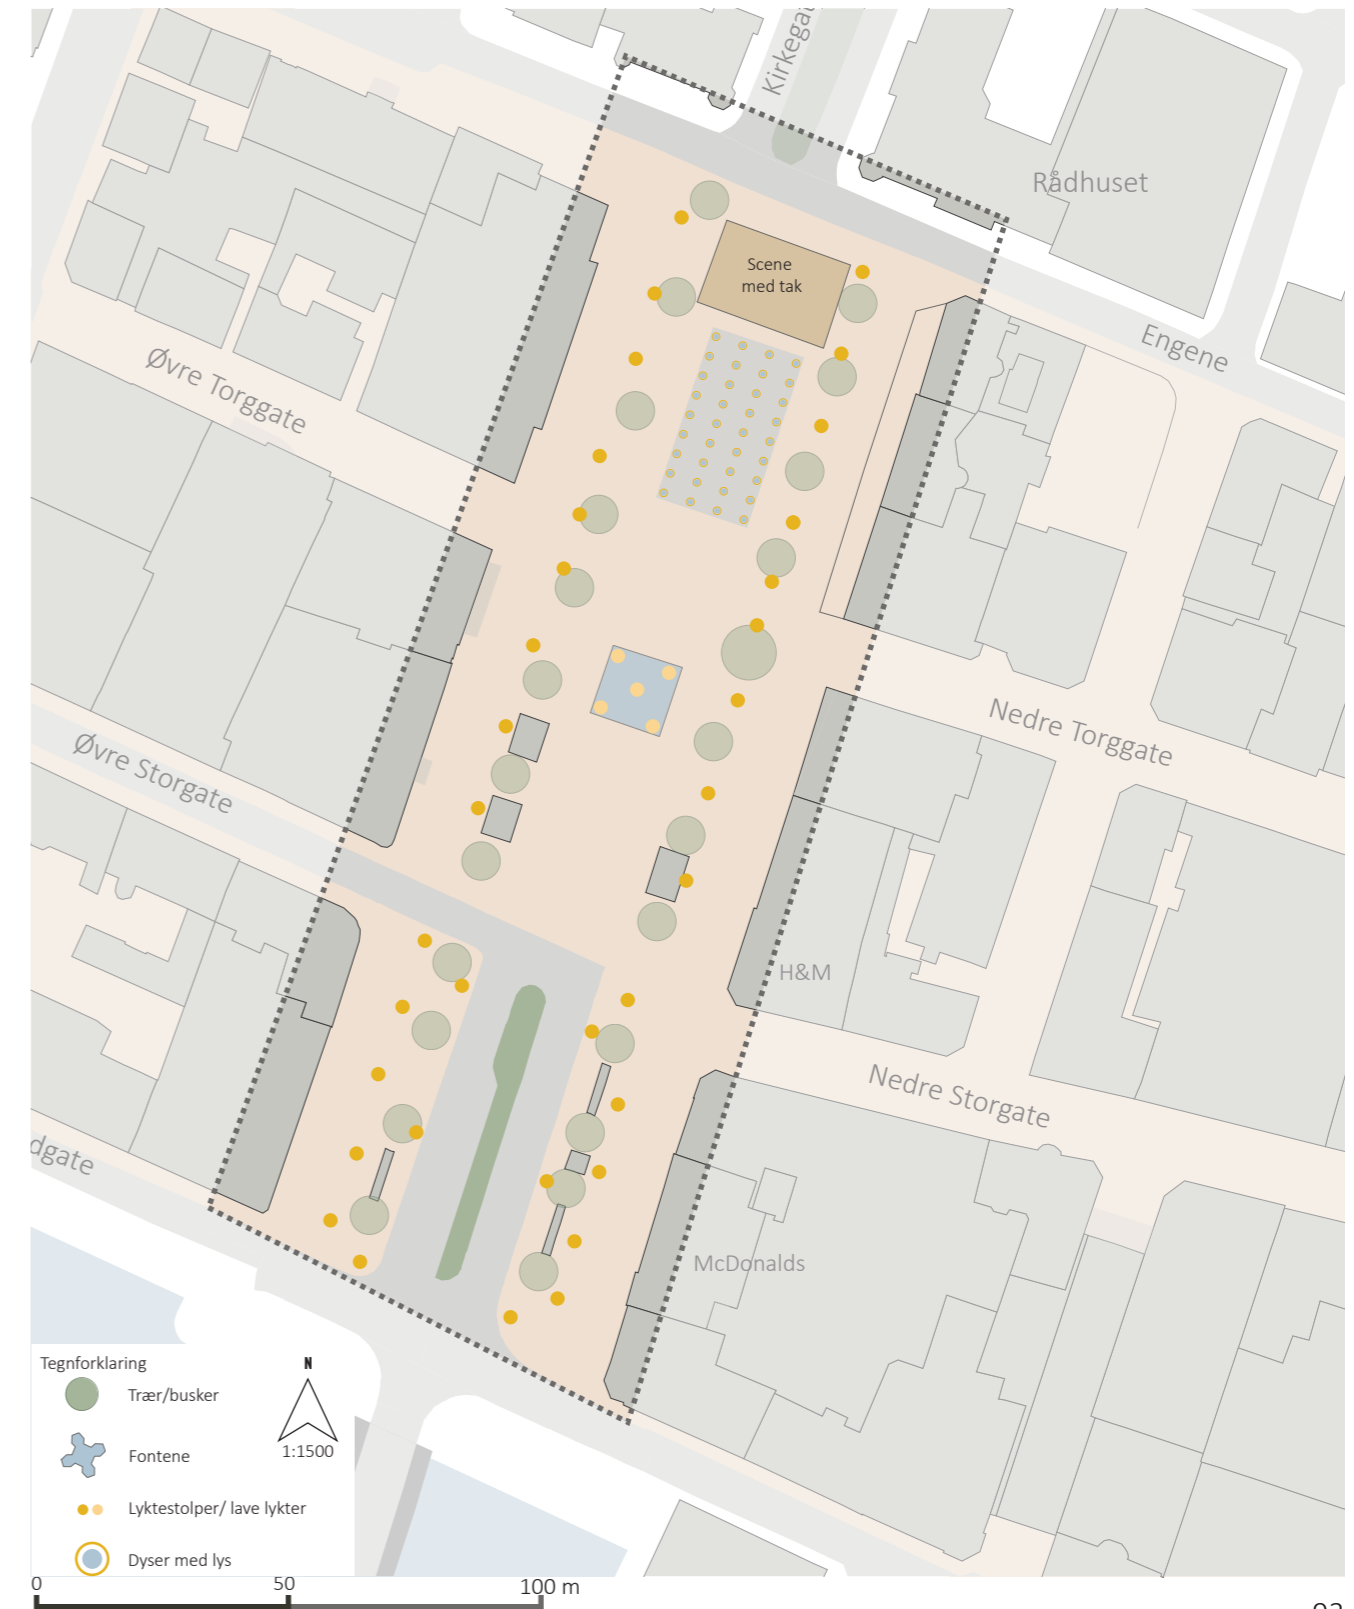 Kirkegat
Rådhuset
Scene
med tak
Engene
Øvre Torggate
Nedre Torggate
Øvre Storgate
H&M
Nedre Storgate
dgate
McDonalds
Tegnforklaring
N
Trær/busker
1:1500
Fontene
Lyktestolper/ lave lykter
Dyser med lys
0 50 100 m